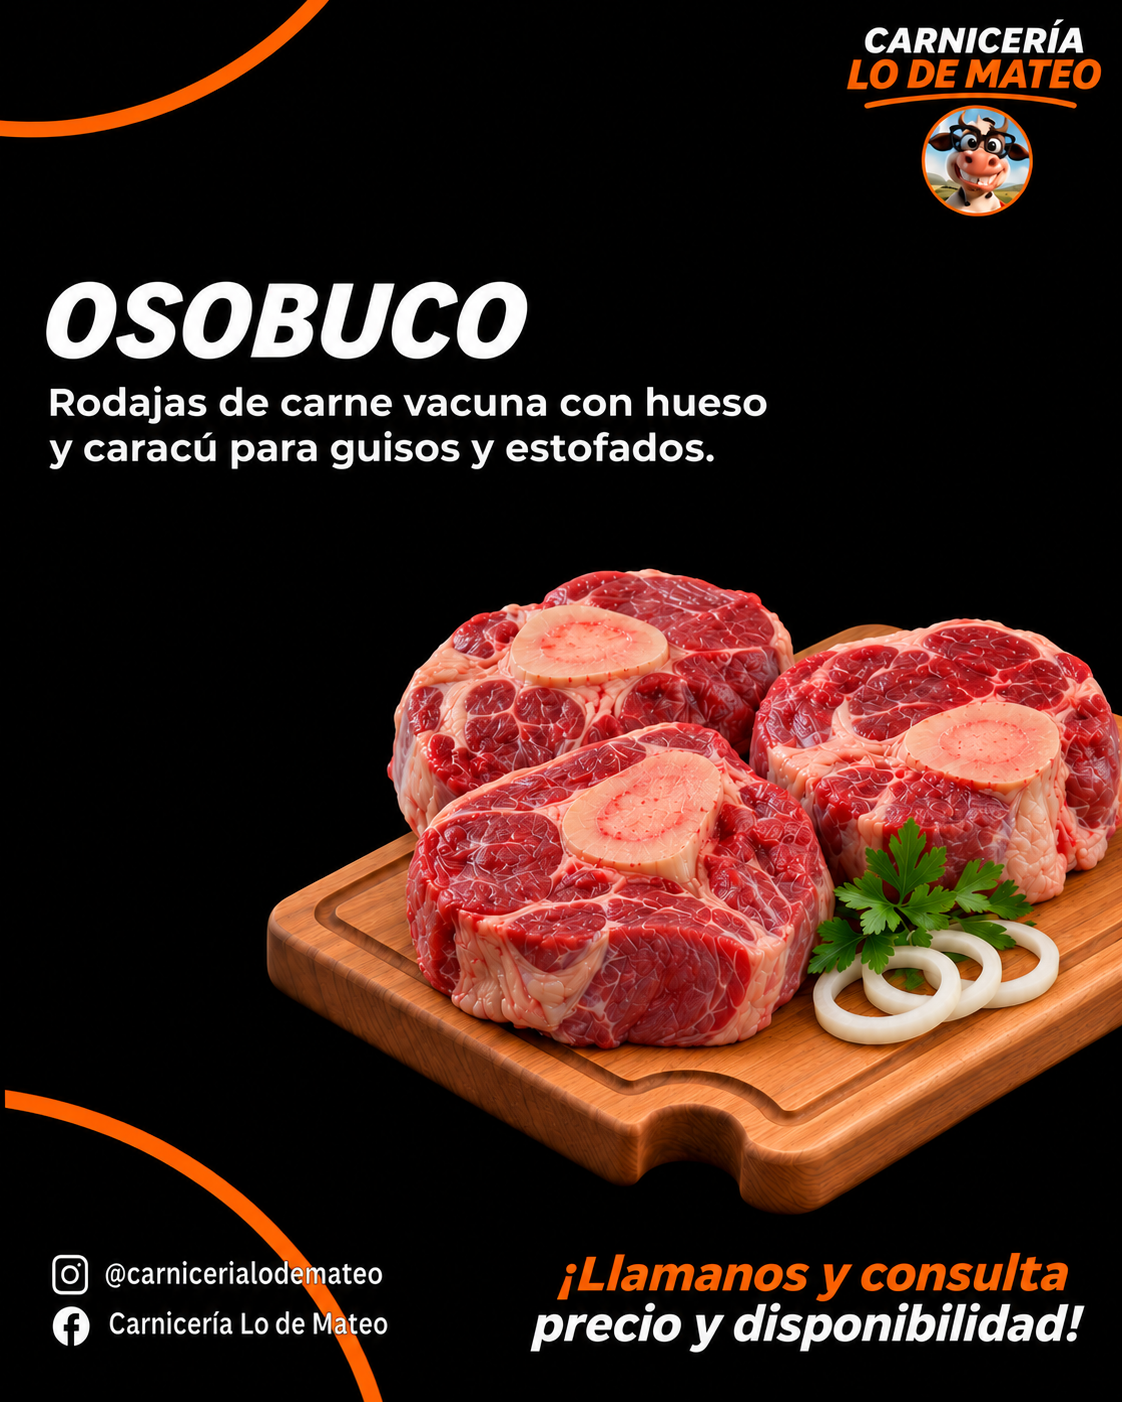 CARNICERÍA
LO DE MATEO
OSOBUCO
Rodajas de carne vacuna con hueso
y caracú para guisos y estofados.
@carnicerialodemateo
Carnicería Lo de Mateo
¡Llamanos y consulta
precio y disponibilidad!